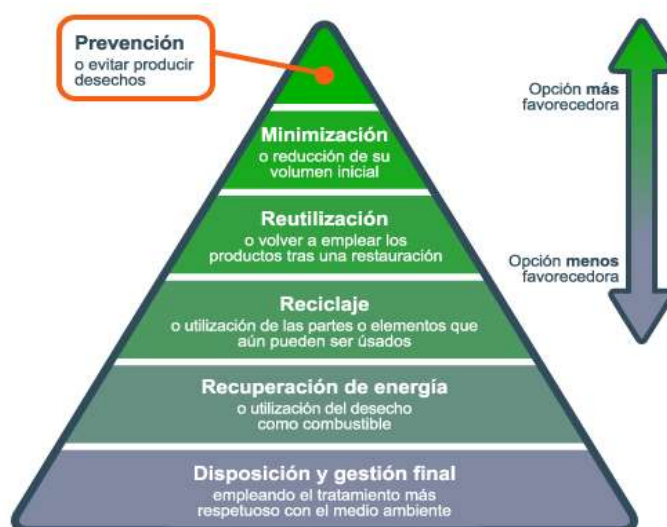 Prevención
o evitar producir
desechos
Minimización
o reducción de su
volumen inicial
Reutilización
o volver a emplear los
productos tras una restauración
Reciclaje
o utilización de las partes o elementos que
aún pueden ser úsados
Recuperación de energía
o utilización del desecho
como combustible
Disposición y gestión final
empleando el tratamiento más
respetuoso con el medio ambiente
Opción más
favorecedora
Opción menos
favorecedora